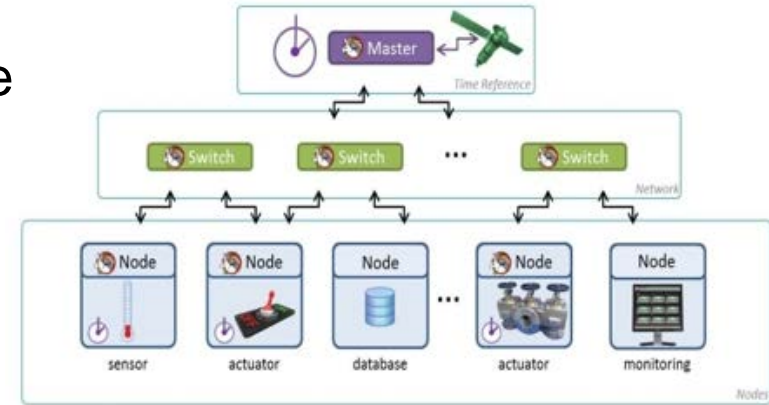 e
Master
Time Reference
Switch Switch ... Switch
Network
Node Node Node ... Node Node
sensor actuator database actuator monitoring
Nodes